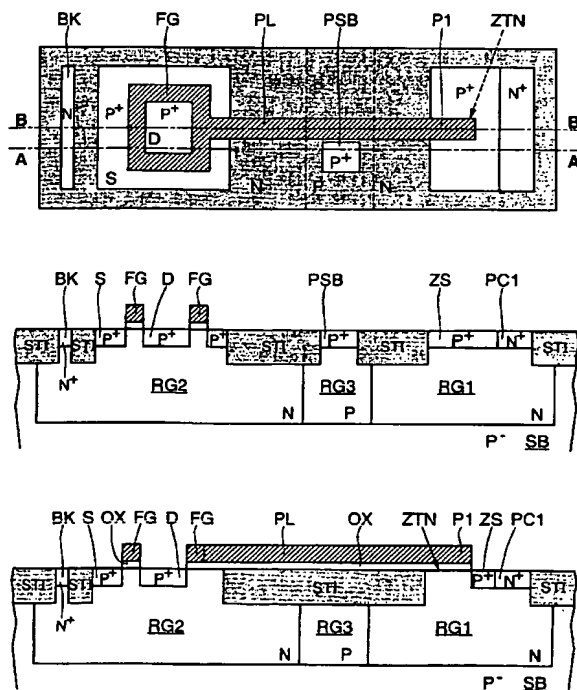 BK FG PL PSB P1 ZTN
P+ N+
N P+ P+
B B
D
A P+ A
S N P N
BK S FG D FG PSB ZS PC1
STI STI P+ P+ P+ STI P+ STI P+ N+ STI
N+ RG2 RG3 RG1
N P N
P- SB
BK S OX FG D FG PL OX ZTN P1 ZS PC1
STI STI P+ P+ STI P+ N+ STI
N+ RG2 RG3 RG1
N P N
P- SB